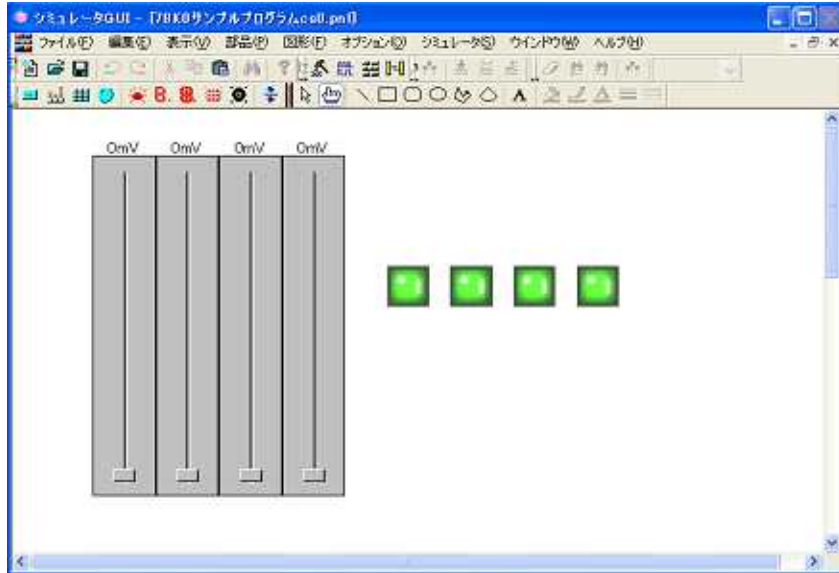 シミュレータGUI - [78K0サンプルプログラムcsi0.pnl]
ファイル(F) 編集(E) 表示(V) 部品(P) 図形(F) オプション(O) シミュレータ(S) ウインドウ(W) ヘルプ(H)
0mV 0mV 0mV 0mV